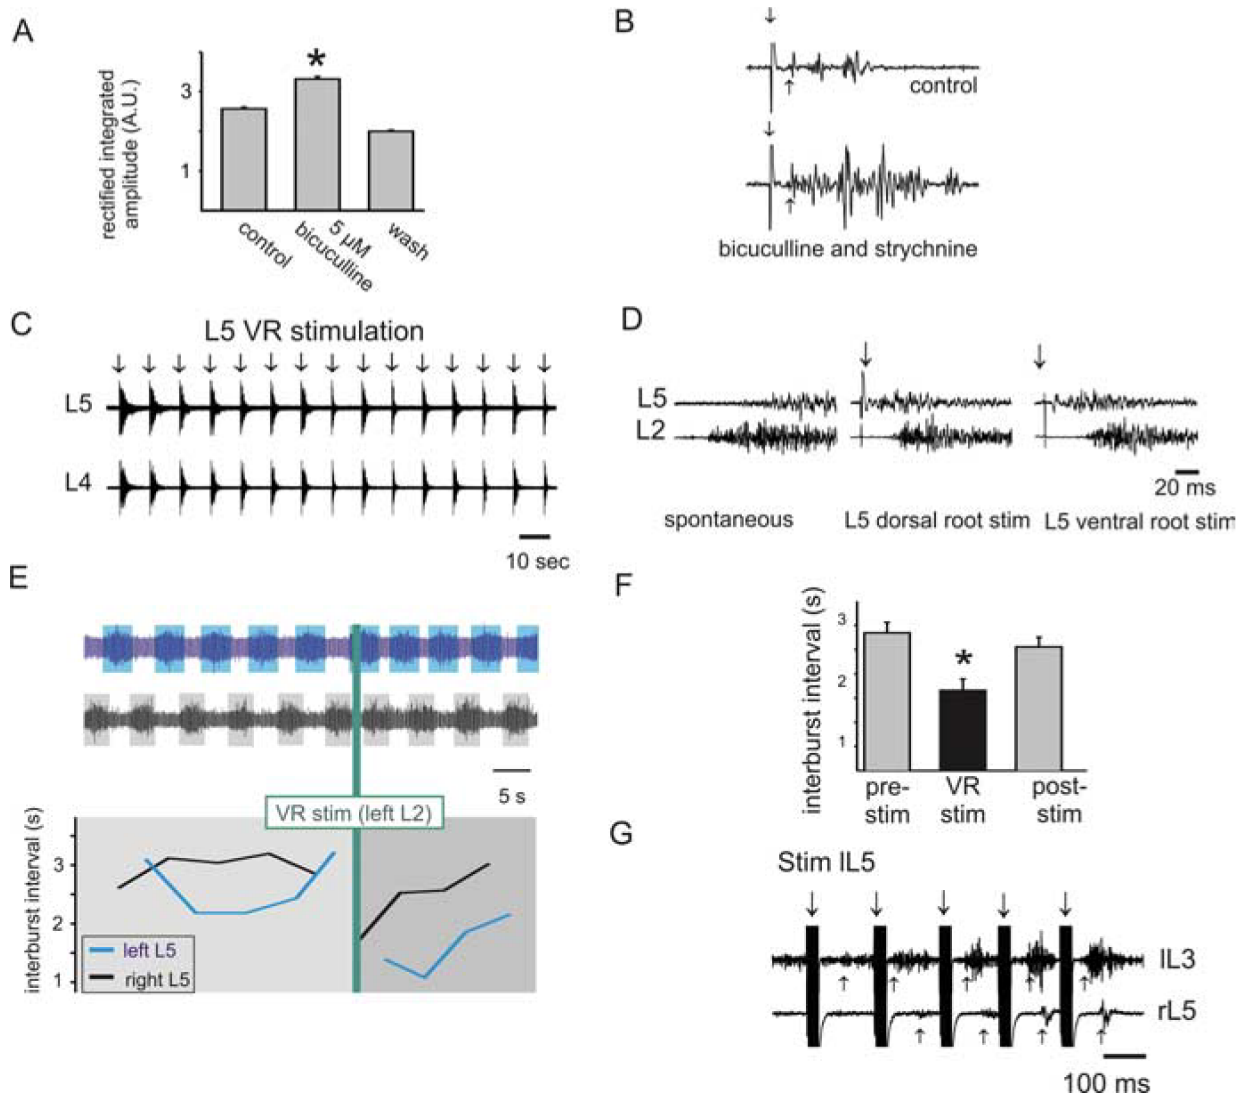 A
rectified integrated
amplitude (A.U.)
3
1
*
control
5 µM
bicuculline
wash
B
control
bicuculline and strychnine
C
L5 VR stimulation
L5
L4
10 sec
D
L5
L2
20 ms
spontaneous
L5 dorsal root stim
L5 ventral root stim
E
5 s
VR stim (left L2)
interburst interval (s)
3
2
1
left L5
right L5
F
interburst interval (s)
3
2
2
1
1
*
pre-
stim
VR
stim
post-
stim
G
Stim lL5
lL3
rL5
100 ms